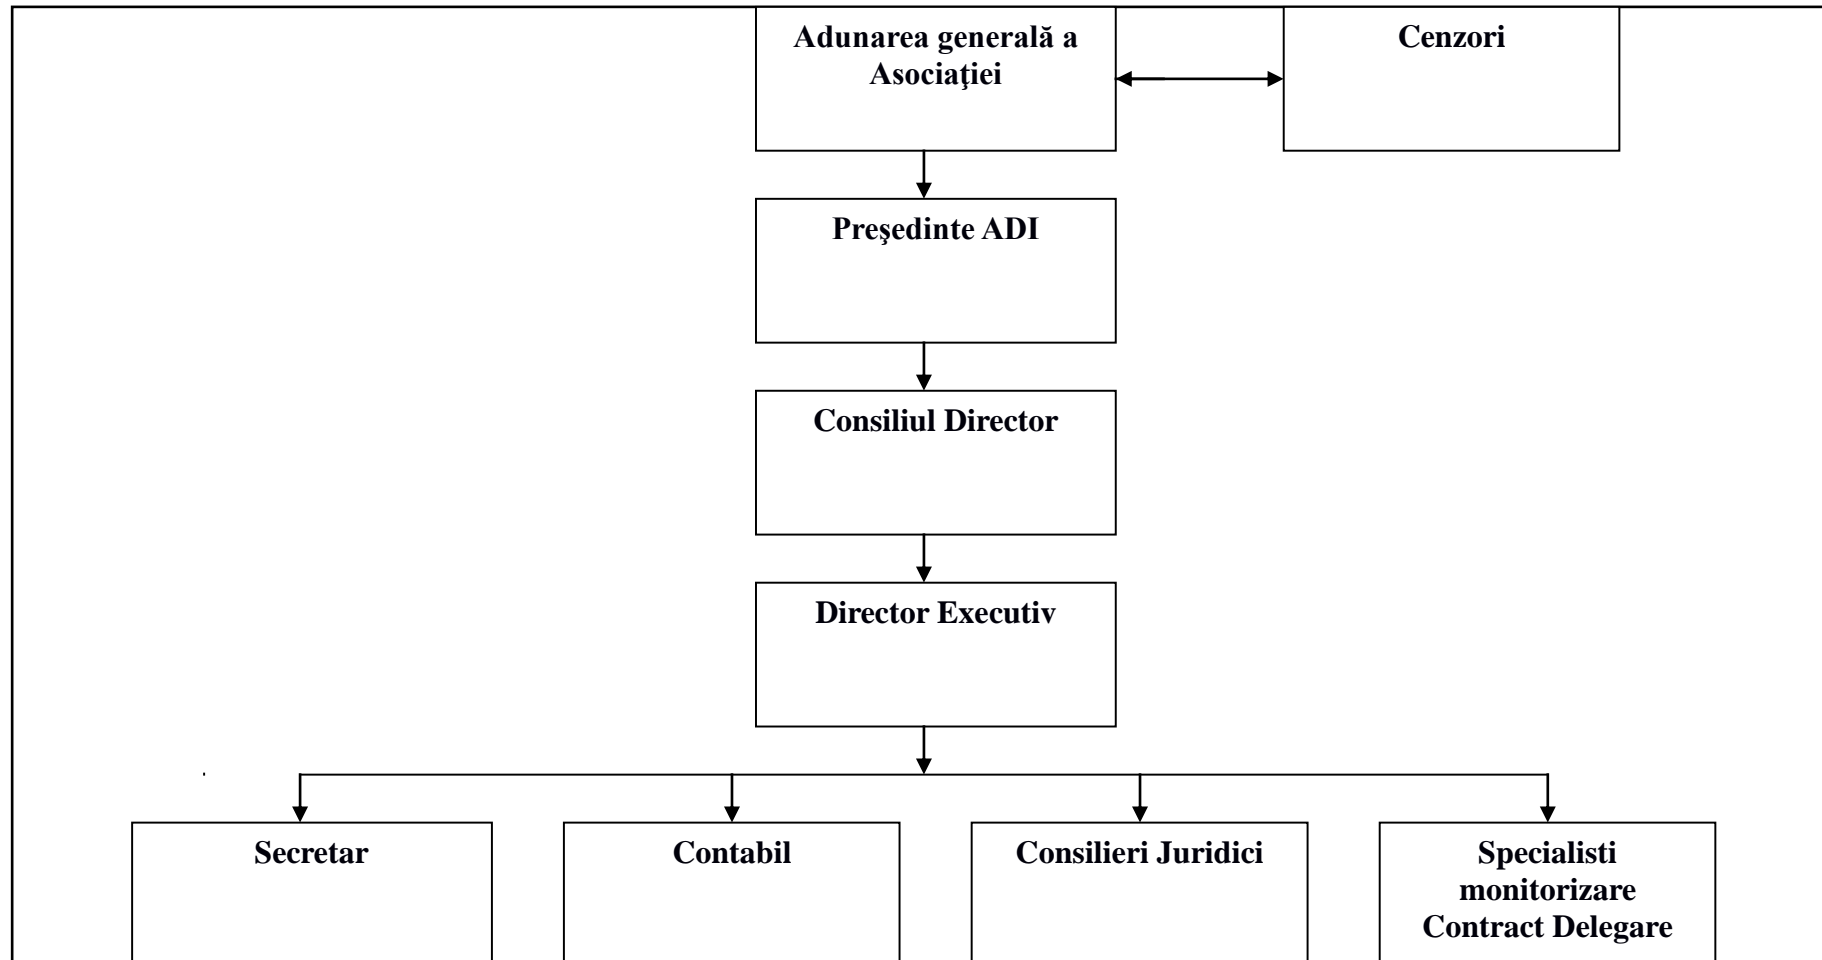 Adunarea generală a
Asociaţiei
Cenzori
Preşedinte ADI
Consiliul Director
Director Executiv
Secretar
Contabil
Consilieri Juridici
Specialisti
monitorizare
Contract Delegare